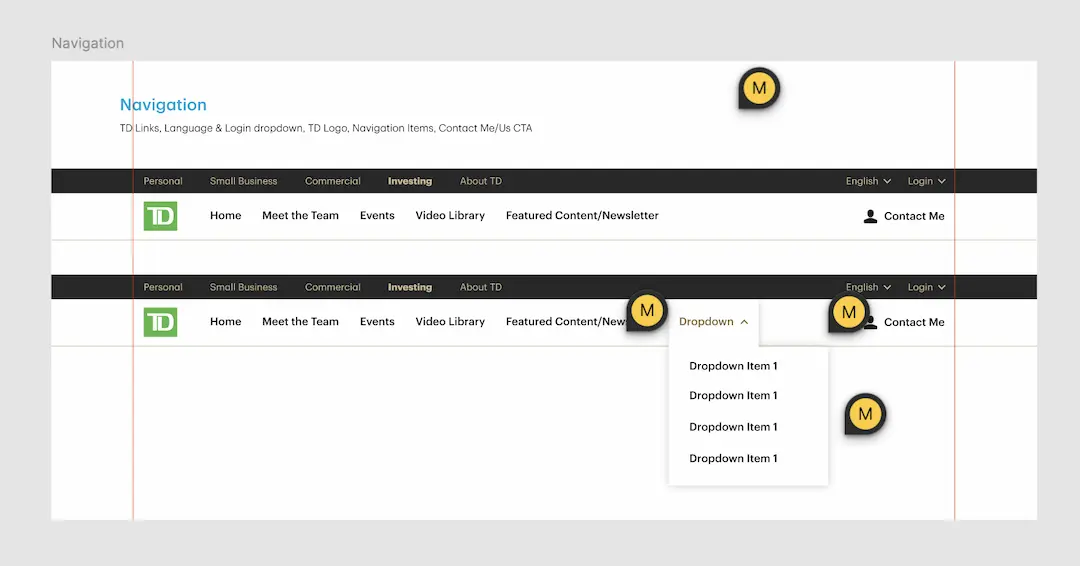 Navigation
M
Navigation
TD Links, Language & Login dropdown, TD Logo, Navigation Items, Contact Me/Us CTA
Personal Small Business Commercial Investing About TD English Login
TD Home Meet the Team Events Video Library Featured Content/Newsletter Contact Me
Personal Small Business Commercial Investing About TD English Login
TD Home Meet the Team Events Video Library Featured Content/News M Dropdown M Contact Me
Dropdown Item 1
Dropdown Item 1
M
Dropdown Item 1
Dropdown Item 1